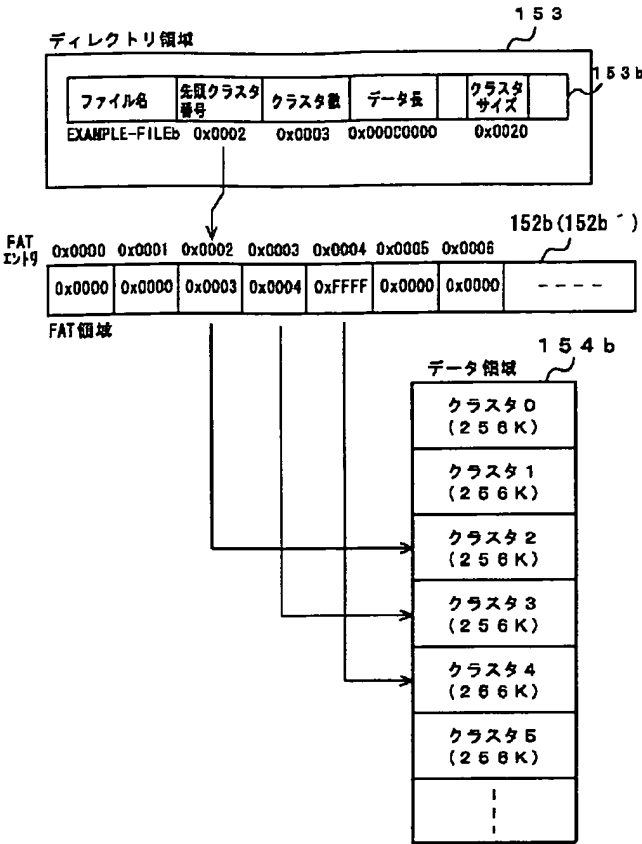 153
ディレクトリ領域
153b
ファイル名 先頭クラスタ番号 クラスタ数 データ長 クラスタサイズ
EXAMPLE-FILEb 0x0002 0x0003 0x000C0000 0x0020
152b(152b´)
FATエントリ 0x0000 0x0001 0x0002 0x0003 0x0004 0x0005 0x0006
0x0000 0x0000 0x0003 0x0004 0xFFFF 0x0000 0x0000 ----
FAT領域
154b
データ領域
クラスタ0
(256K)
クラスタ1
(256K)
クラスタ2
(256K)
クラスタ3
(256K)
クラスタ4
(256K)
クラスタ5
(256K)